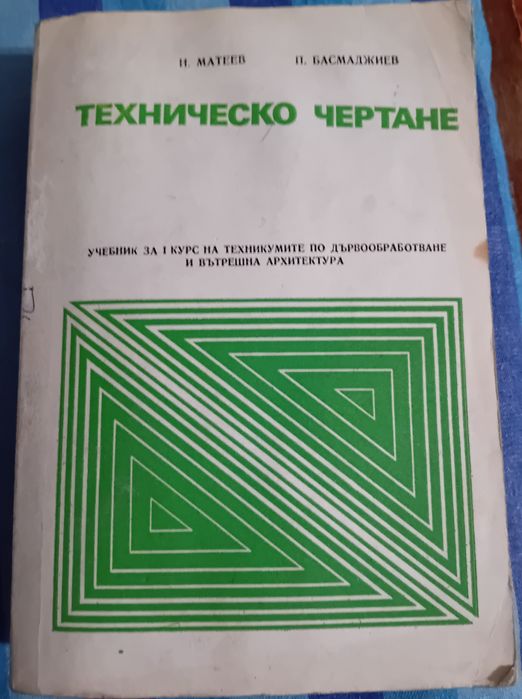 Н. МАТЕЕВ П. БАСМАДЖИЕВ
ТЕХНИЧЕСКО ЧЕРТАНЕ
УЧЕБНИК ЗА I КУРС НА ТЕХНИКУМИТЕ ПО ДЪРВООБРАБОТВАНЕ
И ВЪТРЕШНА АРХИТЕКТУРА